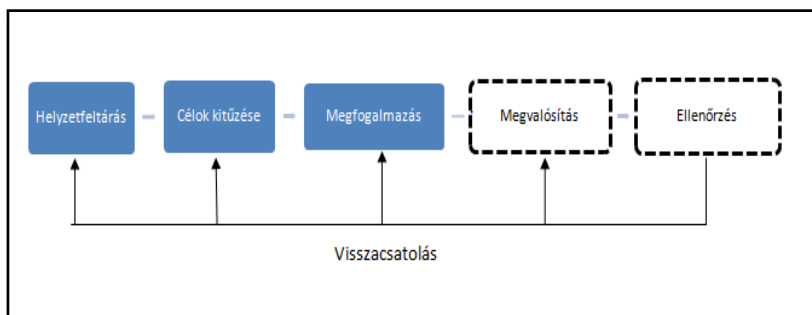 Helyzetfeltárás
Célok kitűzése
Megfogalmazás
Megvalósítás
Ellenőrzés
Visszacsatolás